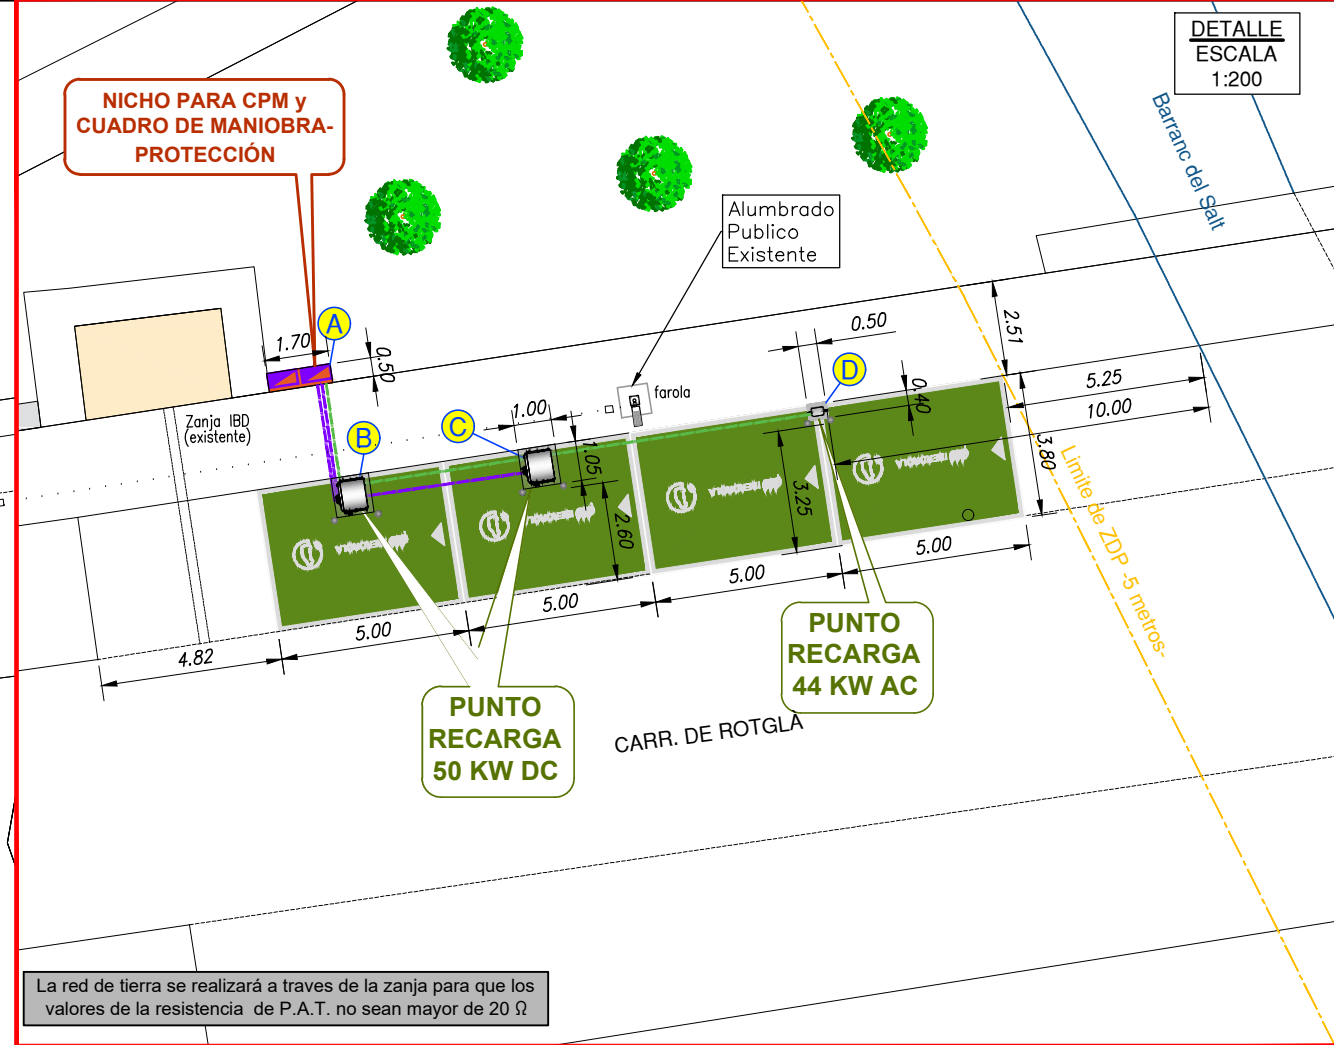 DETALLE
ESCALA
1:200
NICHO PARA CPM y
CUADRO DE MANIOBRA-
PROTECCIÓN
Barranc del Salt
Alumbrado
Publico
Existente
1.70
A
0.50
0.50
D
2.51
0.40
5.25
10.00
3.80
farola
1.00
Zanja IBD
(existente)
B
C
1.05
2.60
3.25
IBERDROLA
IBERDROLA
IBERDROLA
IBERDROLA
Limite de ZDP -5 metros-
5.00
5.00
5.00
5.00
4.82
PUNTO
RECARGA
44 KW AC
PUNTO
RECARGA
50 KW DC
CARR. DE ROTGLÀ
La red de tierra se realizará a traves de la zanja para que los
valores de la resistencia de P.A.T. no sean mayor de 20 Ω